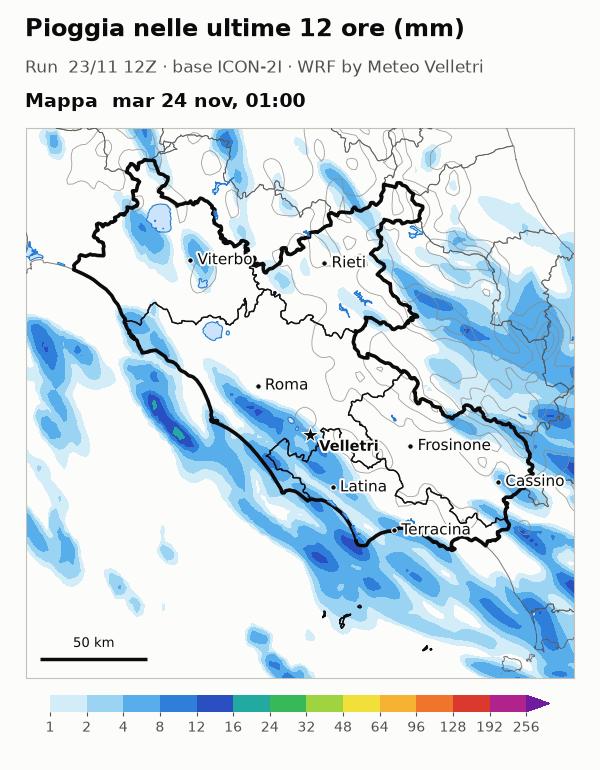 Pioggia nelle ultime 12 ore (mm)
Run  23/11 12Z · base ICON-2I · WRF by Meteo Velletri
Mappa  mar 24 nov, 01:00
Viterbo
Rieti
Roma
Velletri
Frosinone
Latina
Cassino
Terracina
50 km
1 2 4 8 12 16 24 32 48 64 96 128 192 256